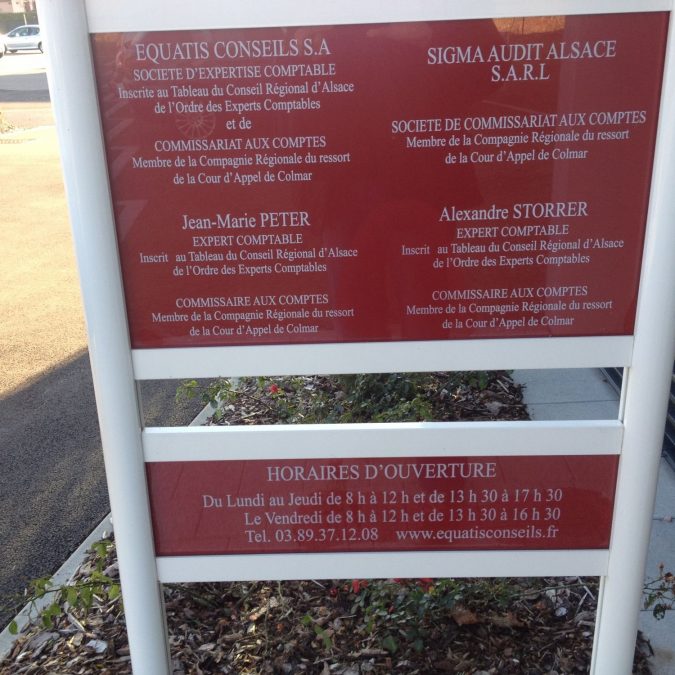 EQUATIS CONSEILS S.A
SOCIETE D'EXPERTISE COMPTABLE
Inscrite au Tableau du Conseil Régional d'Alsace
de l'Ordre des Experts Comptables
et de
COMMISSARIAT AUX COMPTES
Membre de la Compagnie Régionale du ressort
de la Cour d'Appel de Colmar
Jean-Marie PETER
EXPERT COMPTABLE
Inscrit au Tableau du Conseil Régional d'Alsace
de l'Ordre des Experts Comptables
COMMISSAIRE AUX COMPTES
Membre de la Compagnie Régionale du ressort
de la Cour d'Appel de Colmar
SIGMA AUDIT ALSACE
S.A.R.L
SOCIETE DE COMMISSARIAT AUX COMPTES
Membre de la Compagnie Régionale du ressort
de la Cour d'Appel de Colmar
Alexandre STORRER
EXPERT COMPTABLE
Inscrit au Tableau du Conseil Régional d'Alsace
de l'Ordre des Experts Comptables
COMMISSAIRE AUX COMPTES
Membre de la Compagnie Régionale du ressort
de la Cour d'Appel de Colmar
HORAIRES D'OUVERTURE
Du Lundi au Jeudi de 8 h à 12 h et de 13 h 30 à 17 h 30
Le Vendredi de 8 h à 12 h et de 13 h 30 à 16 h 30
Tel. 03.89.37.12.08 www.equatisconseils.fr